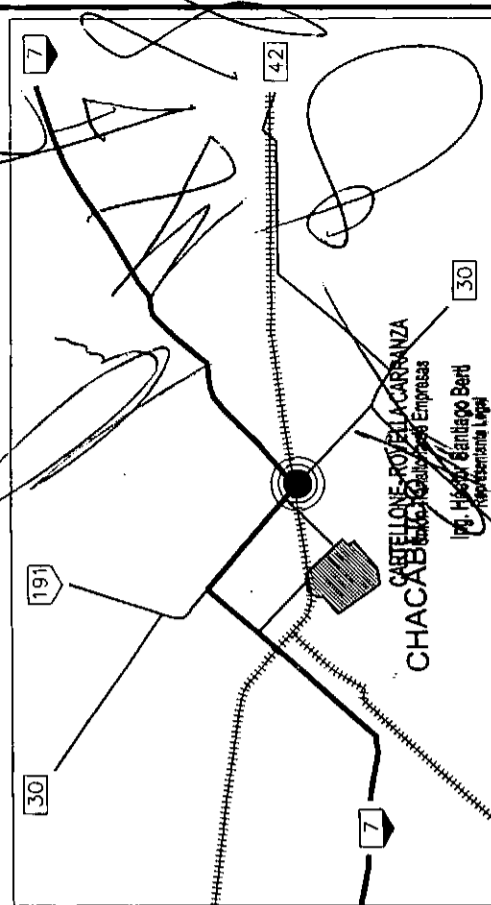 7
42
30
191
30
7
CHACABUCO
CARTELLONE-ROVELLA CARRANZA
Empresas
Ing. Héctor Santiago Berti
Representante Legal